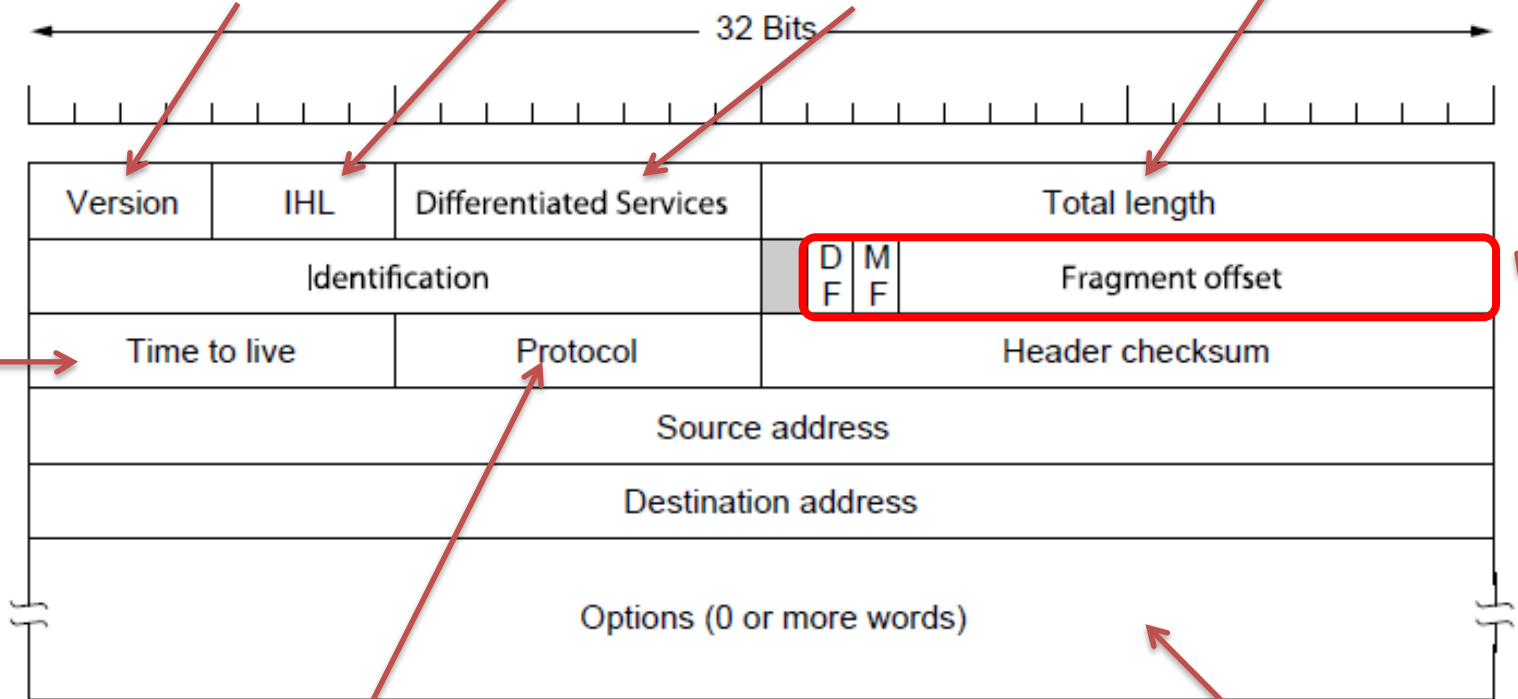 32 Bits
Version IHL Differentiated Services Total length
Identification D F M F Fragment offset
Time to live Protocol Header checksum
Source address
Destination address
Options (0 or more words)